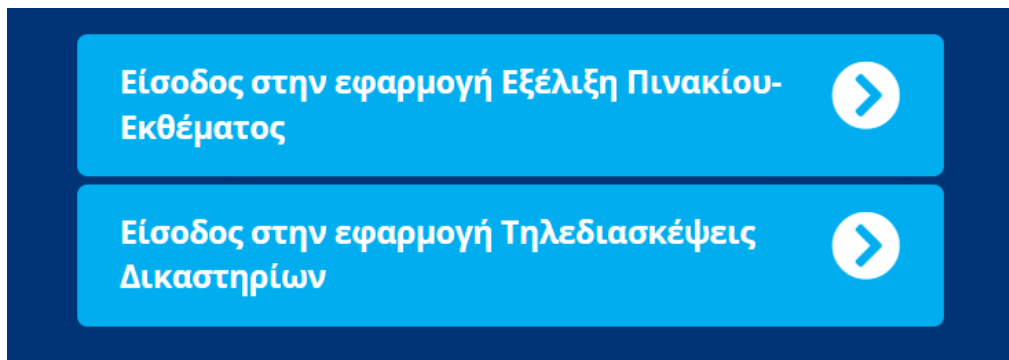 Είσοδος στην εφαρμογή Εξέλιξη Πινακίου-
Εκθέματος
Είσοδος στην εφαρμογή Τηλεδιασκέψεις
Δικαστηρίων